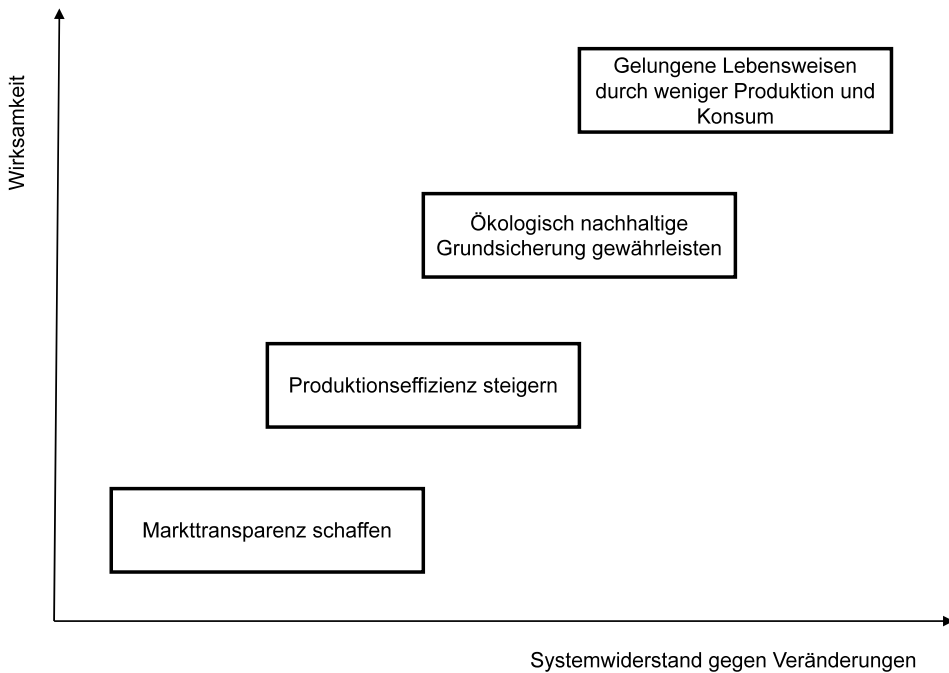 Wirksamkeit
Gelungene Lebensweisen
durch weniger Produktion und
Konsum
Ökologisch nachhaltige
Grundsicherung gewährleisten
Produktionseffizienz steigern
Markttransparenz schaffen
Systemwiderstand gegen Veränderungen